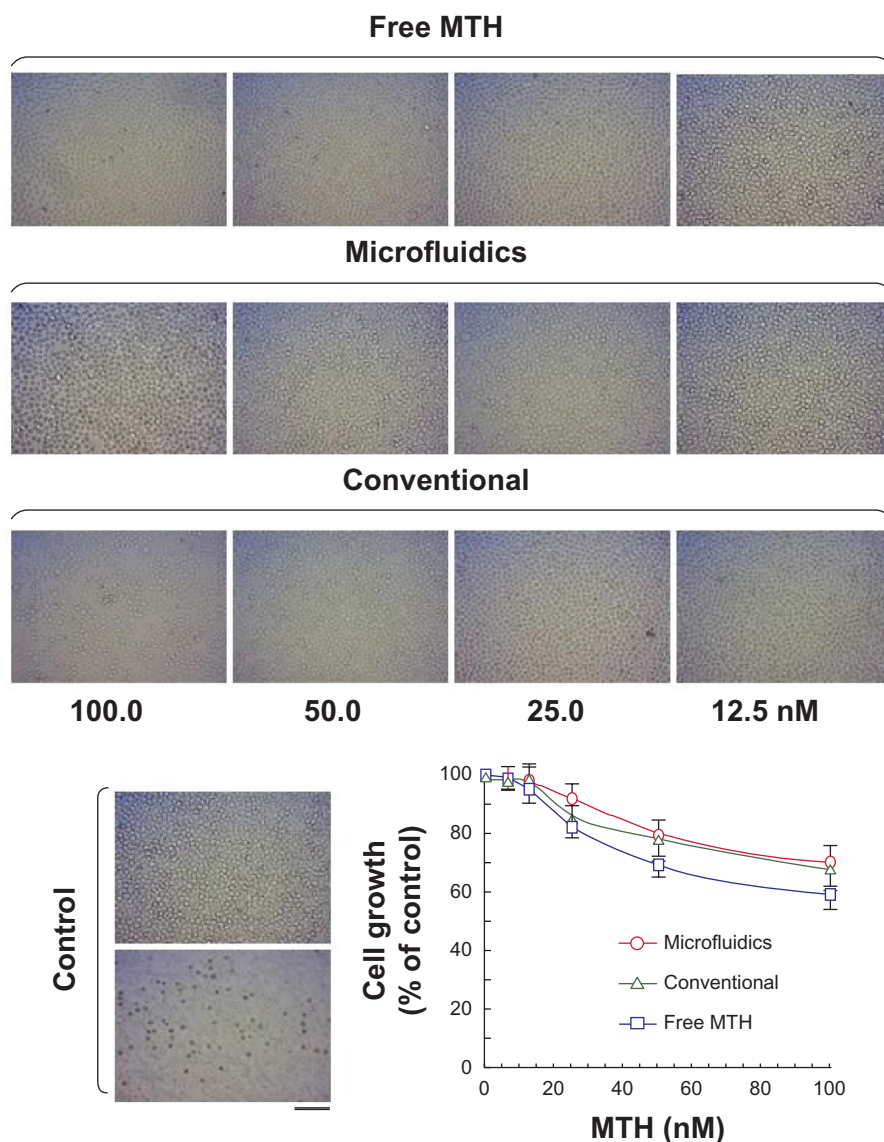 Free MTH
Microfluidics
Conventional
100.0 50.0 25.0 12.5 nM
Control
Cell growth
(% of control)
100
80
60
40
20
0
Microfluidics
Conventional
Free MTH
0 20 40 60 80 100
MTH (nM)